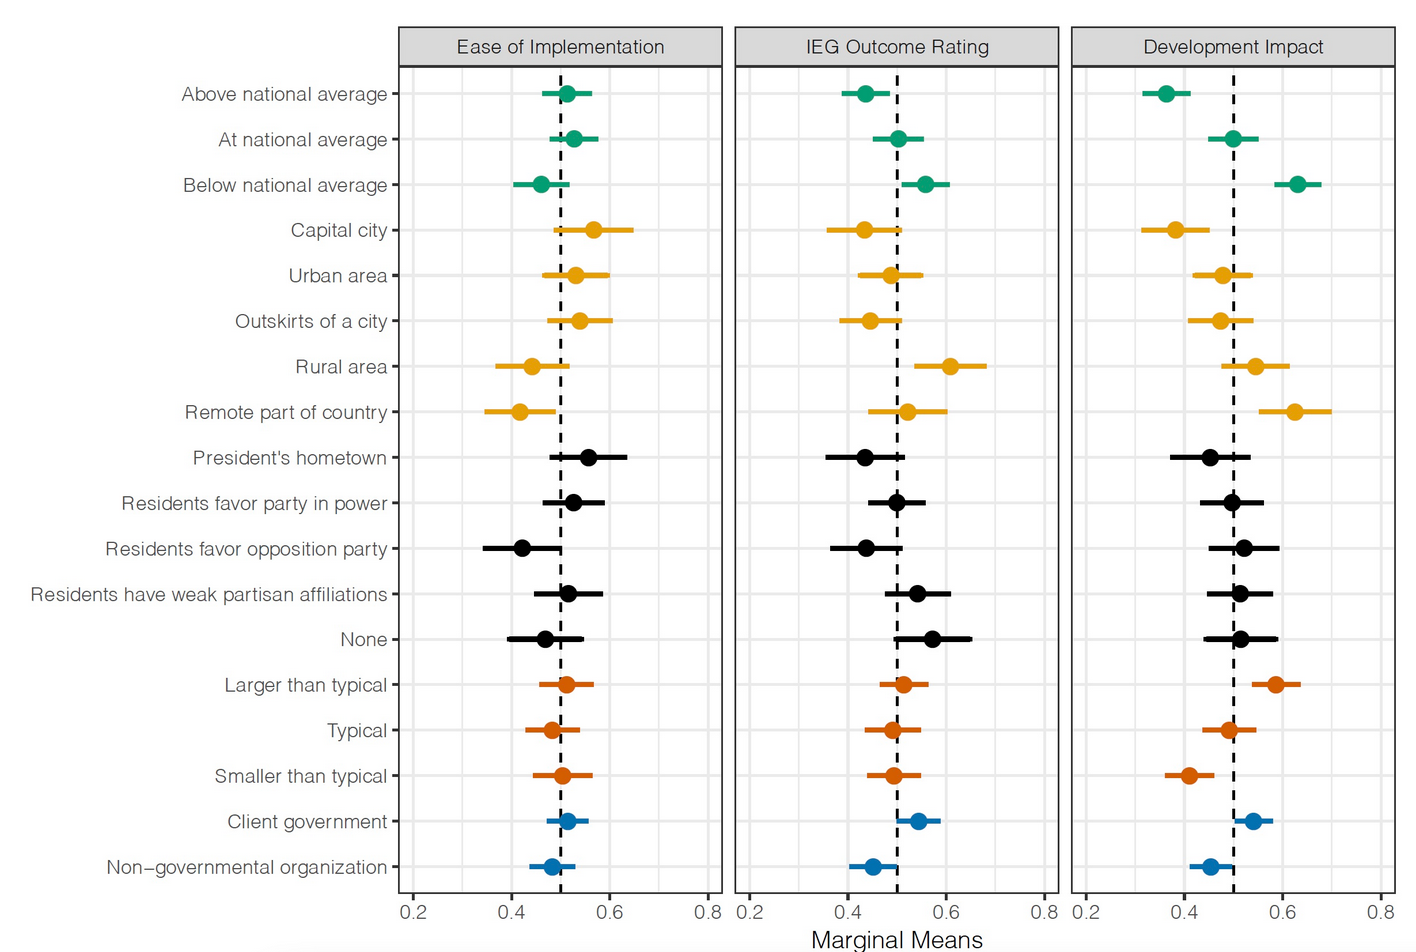 Ease of Implementation
IEG Outcome Rating
Development Impact
Above national average
At national average
Below national average
Capital city
Urban area
Outskirts of a city
Rural area
Remote part of country
President's hometown
Residents favor party in power
Residents favor opposition party
Residents have weak partisan affiliations
None
Larger than typical
Typical
Smaller than typical
Client government
Non−governmental organization
0.2 0.4 0.6 0.8
0.2 0.4 0.6 0.8
0.2 0.4 0.6 0.8
Marginal Means